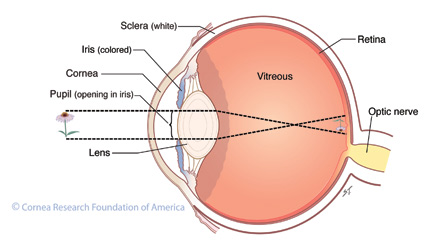 Sclera (white)
Iris (colored)
Cornea
Pupil (opening in iris)
Lens
Vitreous
Retina
Optic nerve
© Cornea Research Foundation of America